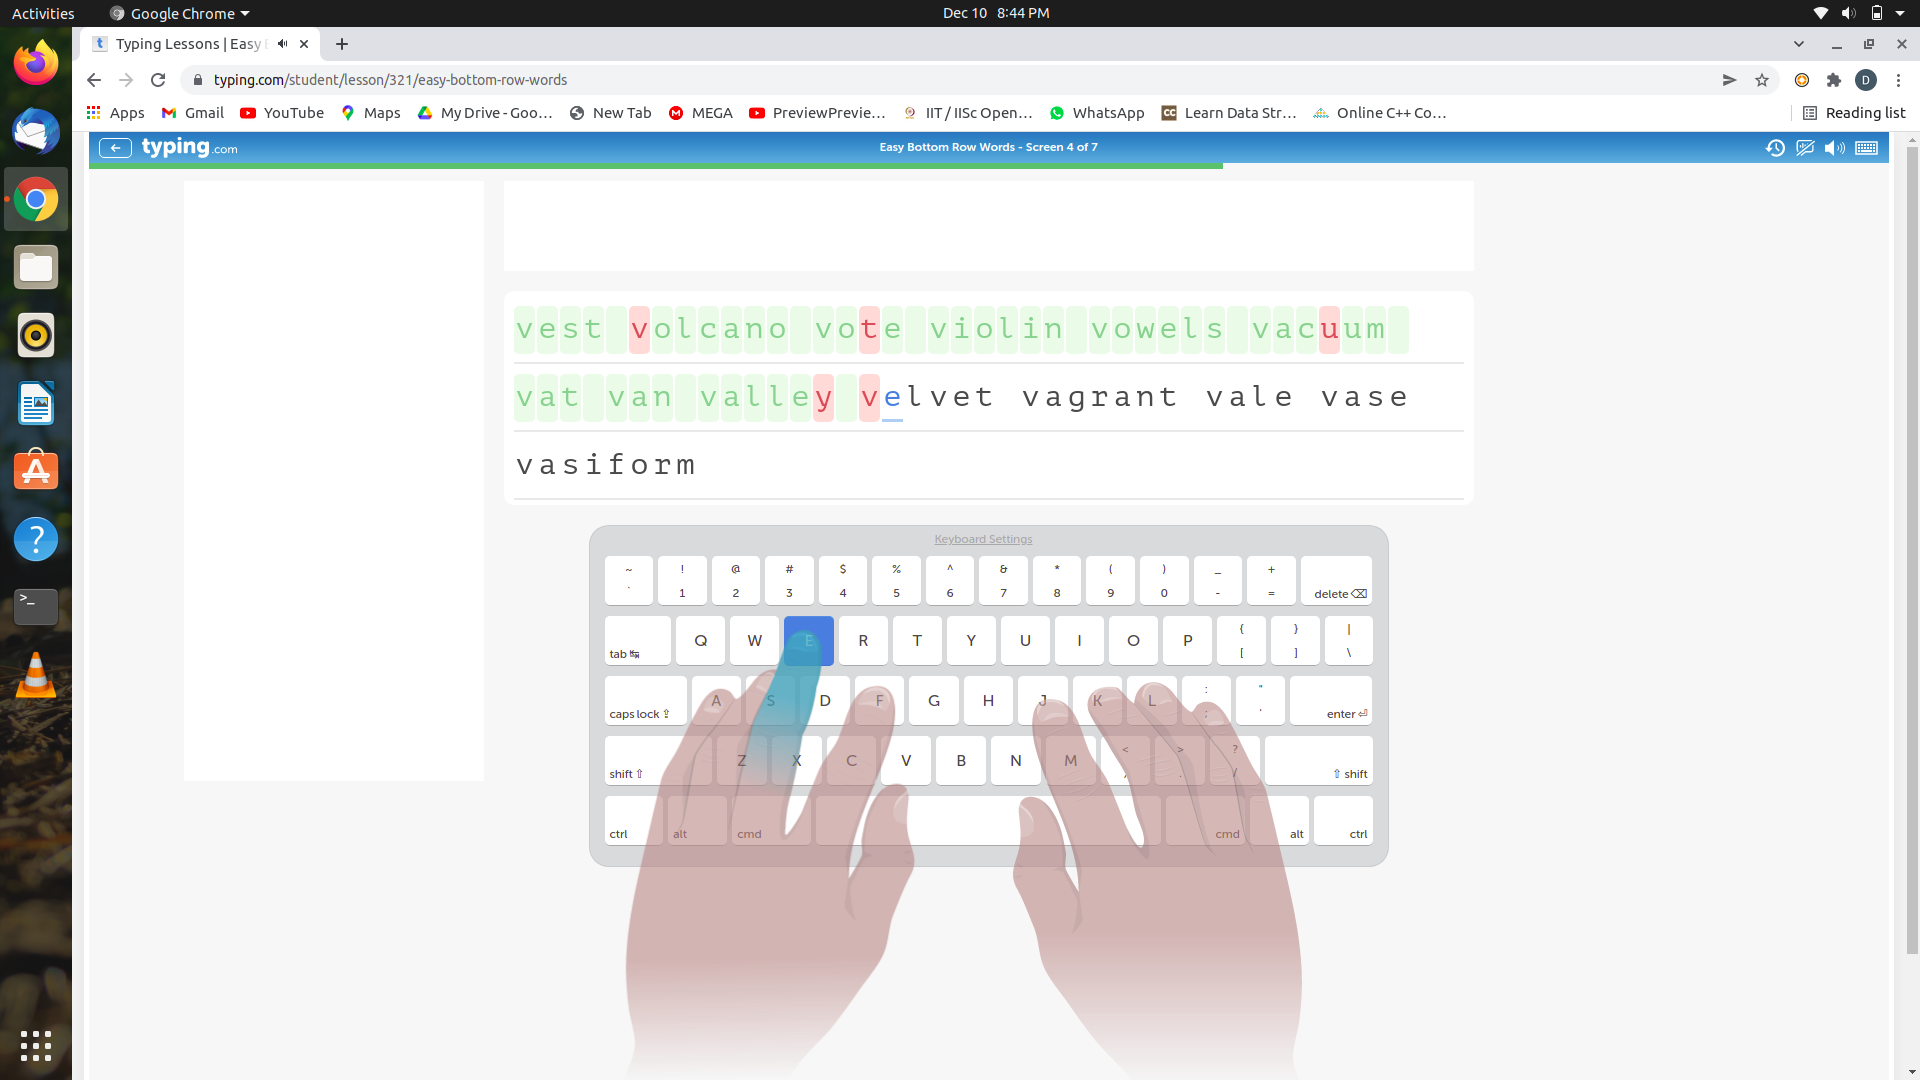 Activities Google Chrome Dec 10 8:44 PM
Typing Lessons | Easy
typing.com/student/lesson/321/easy-bottom-row-words D
Apps Gmail YouTube Maps My Drive - Goo... New Tab MEGA PreviewPrevie... IIT / IISc Open... WhatsApp CC Learn Data Str... Online C++ Co... Reading list
typing.com Easy Bottom Row Words - Screen 4 of 7
vest volcano vote violin vowels vacuum
vat van valley velvet vagrant vale vase
vasiform
Keyboard Settings
~ ! @ # $ % ^ & * ( ) _ +
` 1 2 3 4 5 6 7 8 9 0 - = delete
tab Q W E R T Y U I O P { [ } ] | \
caps lock A S D F G H J K L : ; " ' enter
shift Z X C V B N M < , > . ? / shift
ctrl alt cmd cmd alt ctrl